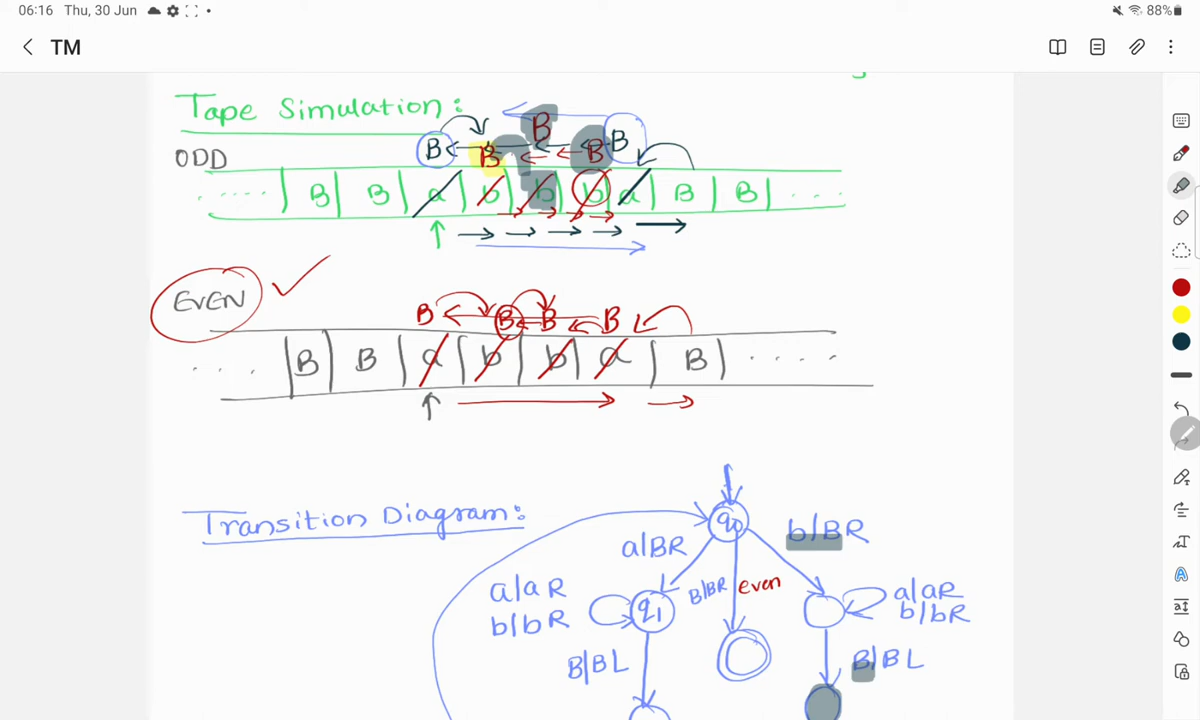 06:16 Thu, 30 Jun 88%
TM
Tape Simulation:
B B B
B B
ODD
..... B B a b b b a B B .....
EVEN
B B B B
.... B B a b b a B .....
Transition Diagram:
q0
a|BR b|BR
a|aR B|BR even a|aR
b|bR q1 b|bR
B|BL B|BL